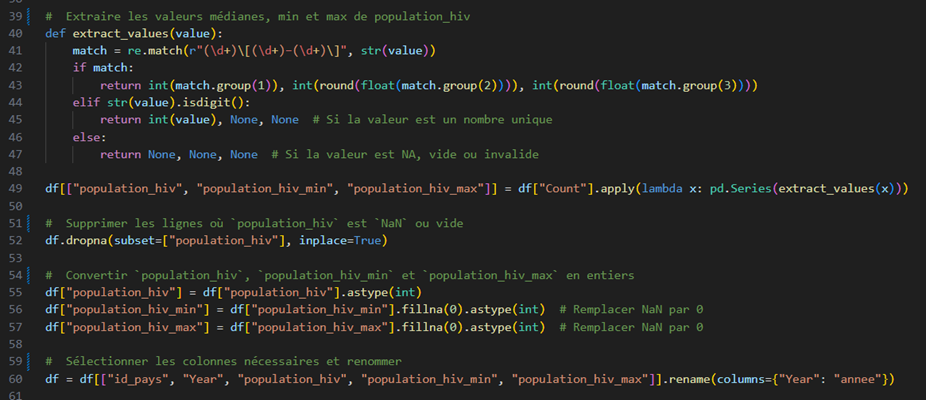 39 #  Extraire les valeurs médianes, min et max de population_hiv
40 def extract_values(value):
41     match = re.match(r"(\d+)\[(\d+)-(\d+)\]", str(value))
42     if match:
43         return int(match.group(1)), int(round(float(match.group(2)))), int(round(float(match.group(3))))
44     elif str(value).isdigit():
45         return int(value), None, None  # Si la valeur est un nombre unique
46     else:
47         return None, None, None  # Si la valeur est NA, vide ou invalide
48
49 df[["population_hiv", "population_hiv_min", "population_hiv_max"]] = df["Count"].apply(lambda x: pd.Series(extract_values(x)))
50
51 #  Supprimer les lignes où `population_hiv` est `NaN` ou vide
52 df.dropna(subset=["population_hiv"], inplace=True)
53
54 #  Convertir `population_hiv`, `population_hiv_min` et `population_hiv_max` en entiers
55 df["population_hiv"] = df["population_hiv"].astype(int)
56 df["population_hiv_min"] = df["population_hiv_min"].fillna(0).astype(int)  # Remplacer NaN par 0
57 df["population_hiv_max"] = df["population_hiv_max"].fillna(0).astype(int)  # Remplacer NaN par 0
58
59 #  Sélectionner les colonnes nécessaires et renommer
60 df = df[["id_pays", "Year", "population_hiv", "population_hiv_min", "population_hiv_max"]].rename(columns={"Year": "annee"})
61